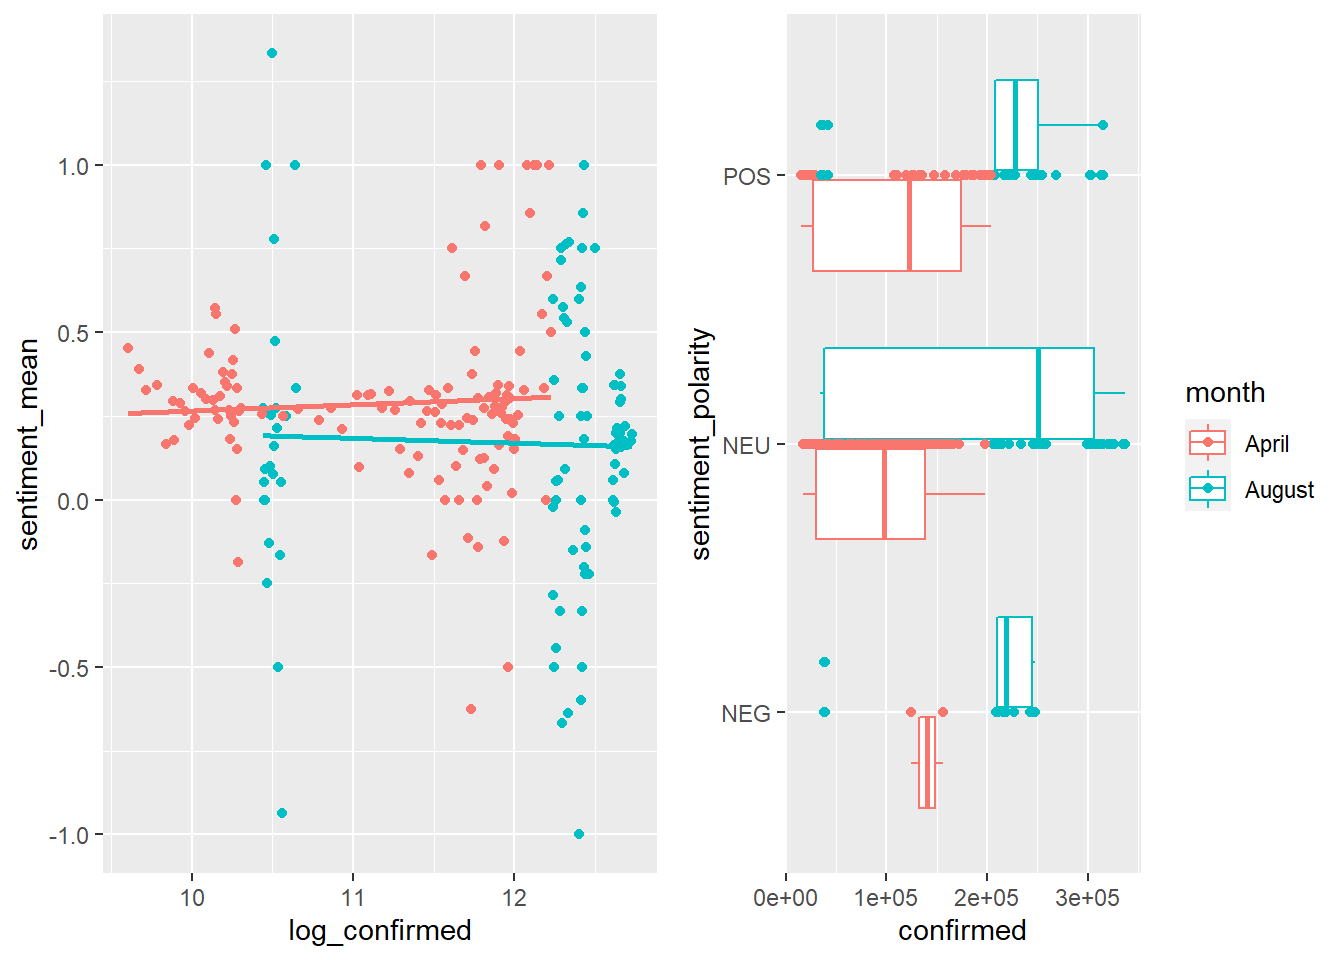 sentiment_mean
1.0
0.5
0.0
-0.5
-1.0
10
11
12
log_confirmed
sentiment_polarity
POS
NEU
NEG
0e+00
1e+05
2e+05
3e+05
confirmed
month
April
August